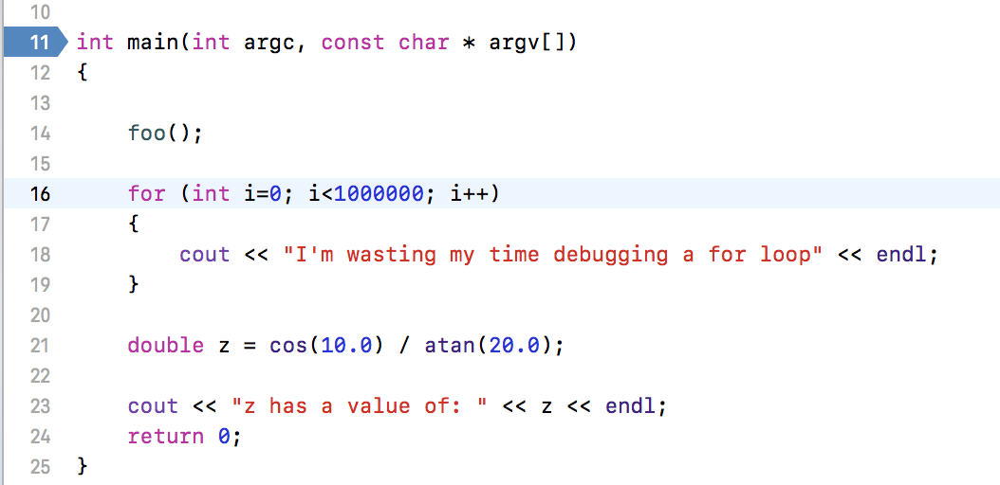 10
11 int main(int argc, const char * argv[])
12 {
13
14     foo();
15
16     for (int i=0; i<1000000; i++)
17     {
18         cout << "I'm wasting my time debugging a for loop" << endl;
19     }
20
21     double z = cos(10.0) / atan(20.0);
22
23     cout << "z has a value of: " << z << endl;
24     return 0;
25 }